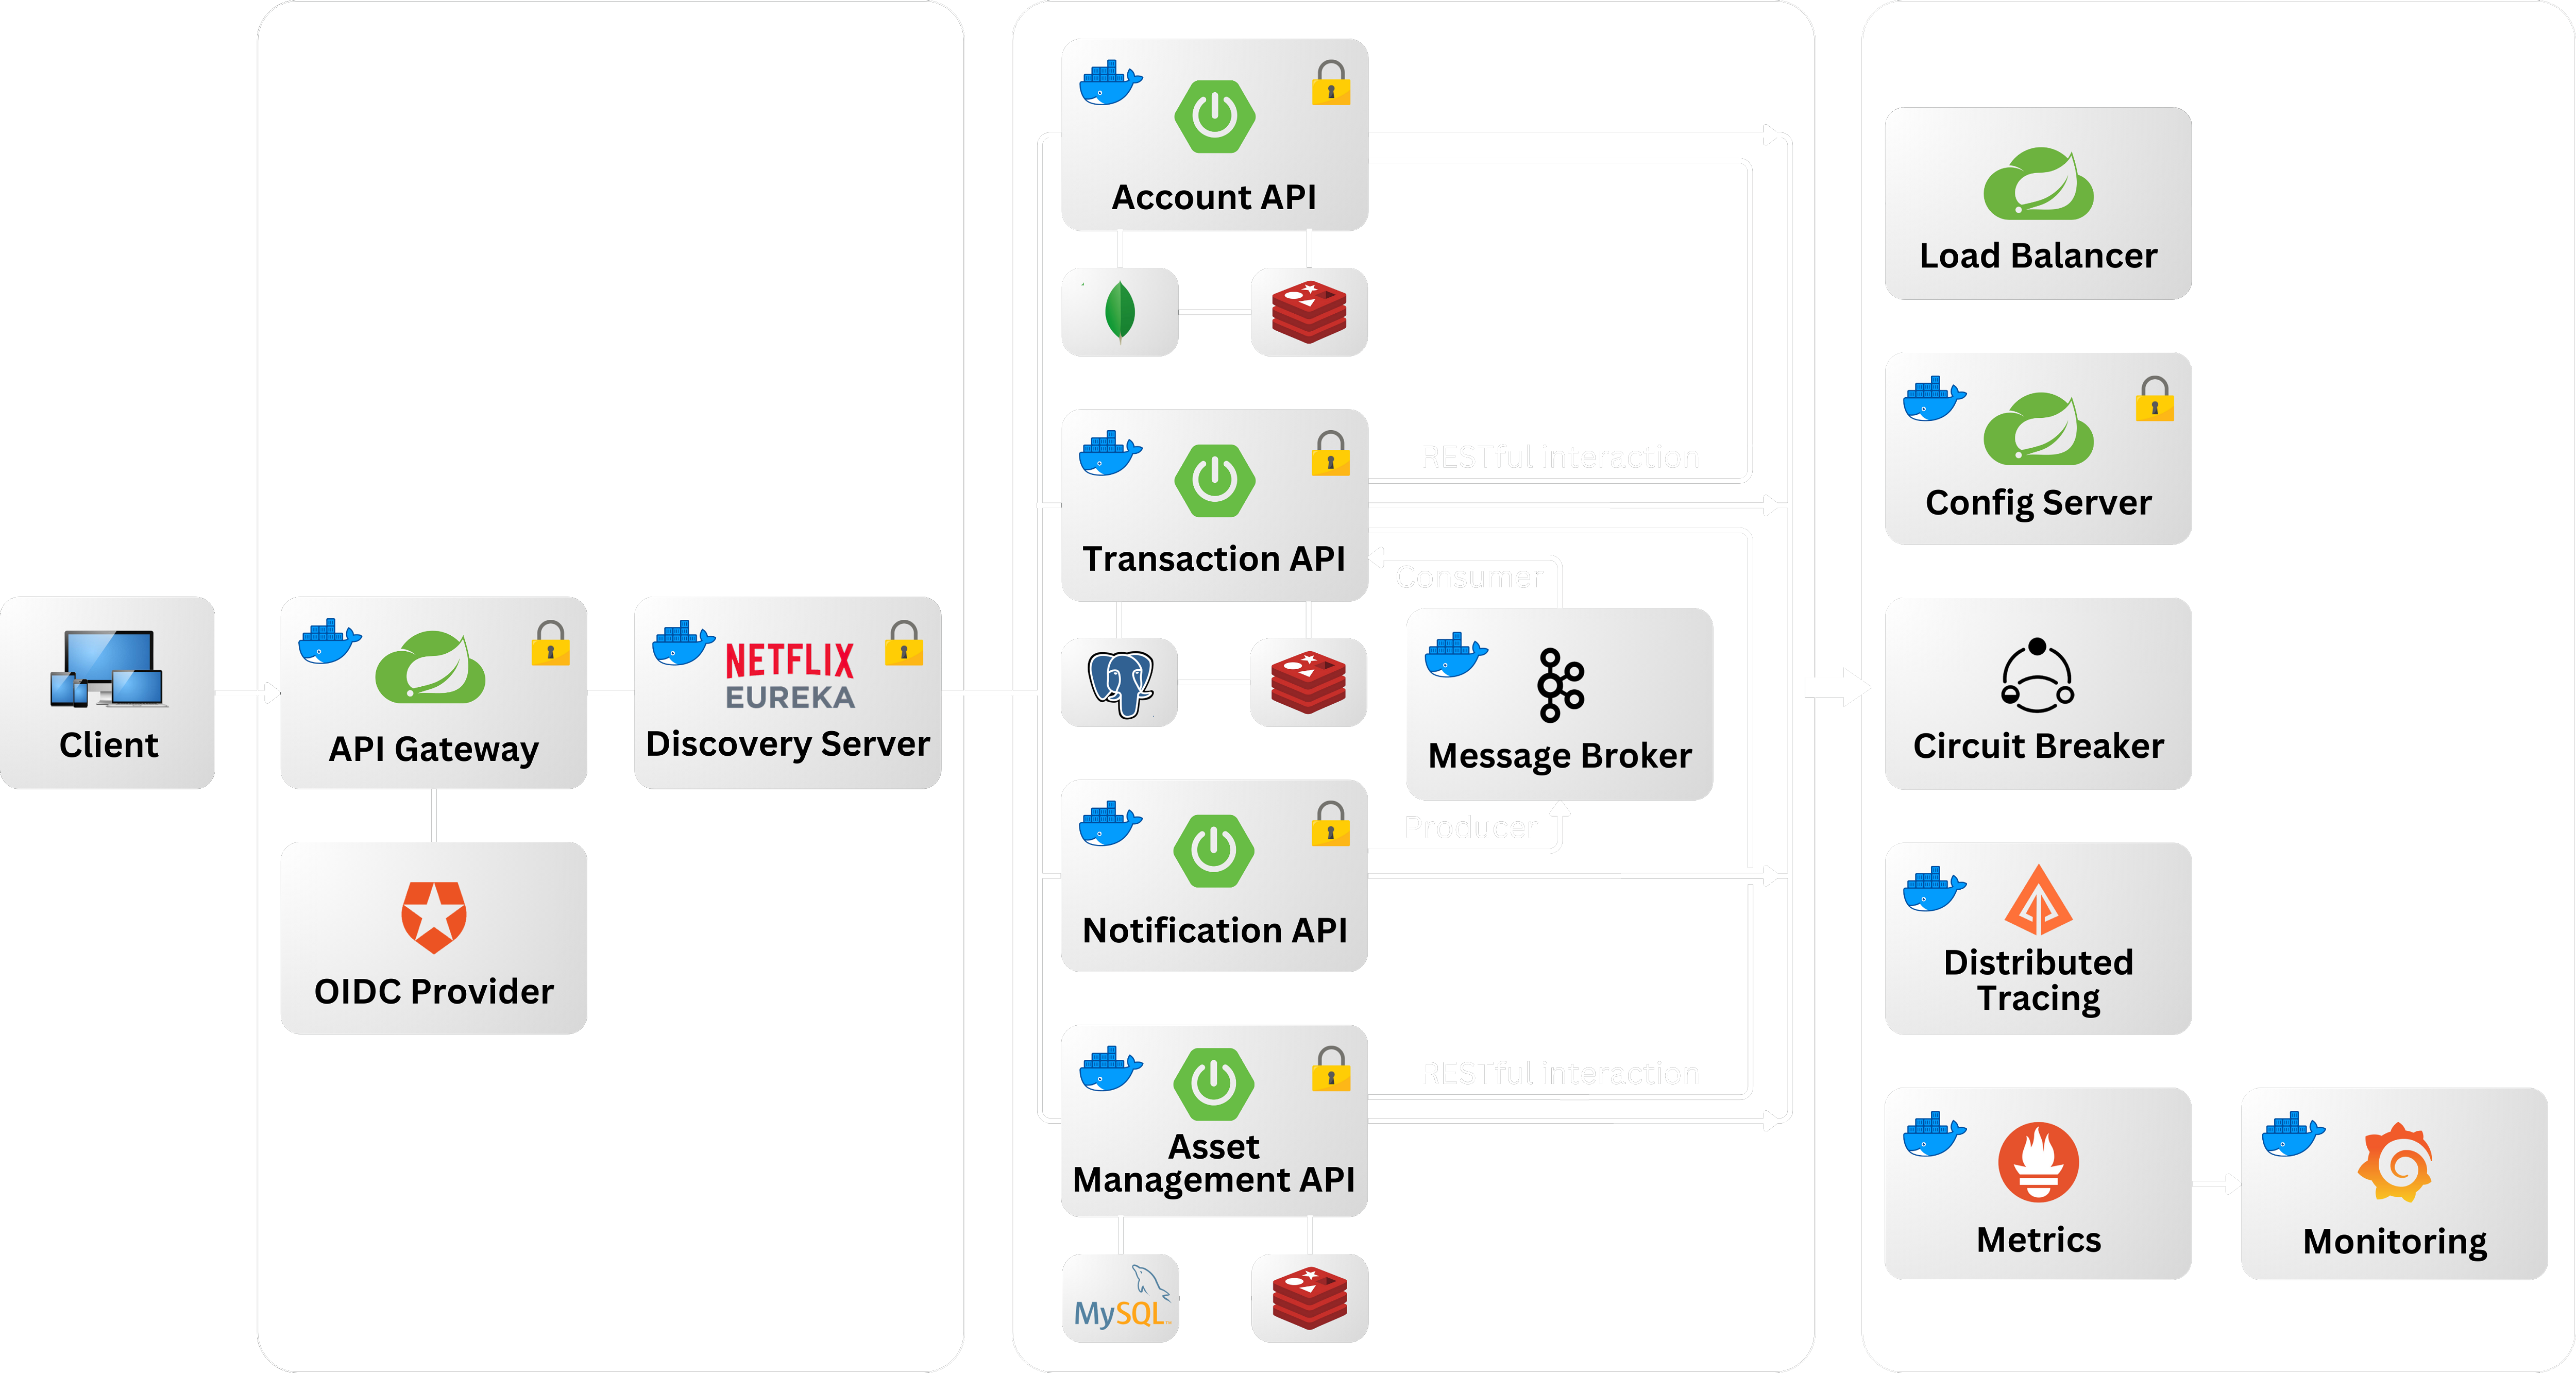 Client
API Gateway
OIDC Provider
NETFLIX
EUREKA
Discovery Server
Account API
Transaction API
RESTful interaction
Consumer
Message Broker
Producer
Notification API
RESTful interaction
Asset
Management API
MySQL
Load Balancer
Config Server
Circuit Breaker
Distributed
Tracing
Metrics
Monitoring